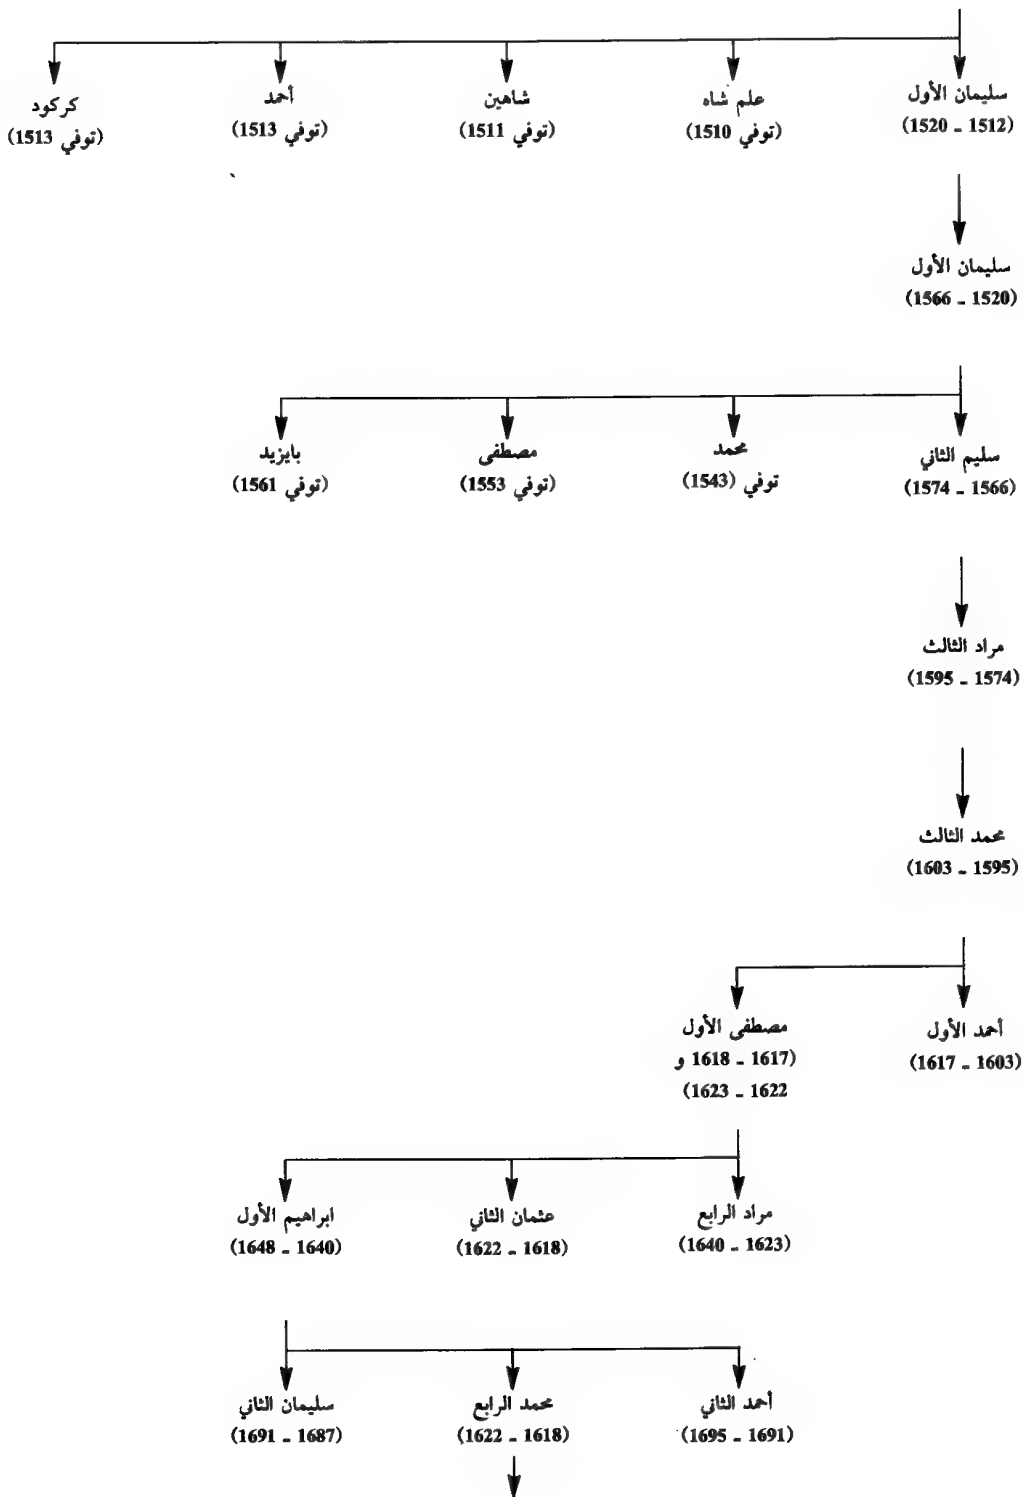 سليمان الأول
(1512 ـ 1520)
علم شاه
(توفي 1510)
شاهين
(توفي 1511)
أحمد
(توفي 1513)
كركود
(توفي 1513)
سليمان الأول
(1520 ـ 1566)
سليم الثاني
(1566 ـ 1574)
محمد
توفي (1543)
مصطفى
(توفي 1553)
بايزيد
(توفي 1561)
مراد الثالث
(1574 ـ 1595)
محمد الثالث
(1595 ـ 1603)
أحمد الأول
(1603 ـ 1617)
مصطفى الأول
(1617 ـ 1618 و
1622 ـ 1623)
مراد الرابع
(1623 ـ 1640)
عثمان الثاني
(1618 ـ 1622)
ابراهيم الأول
(1640 ـ 1648)
أحمد الثاني
(1691 ـ 1695)
محمد الرابع
(1618 ـ 1622)
سليمان الثاني
(1687 ـ 1691)